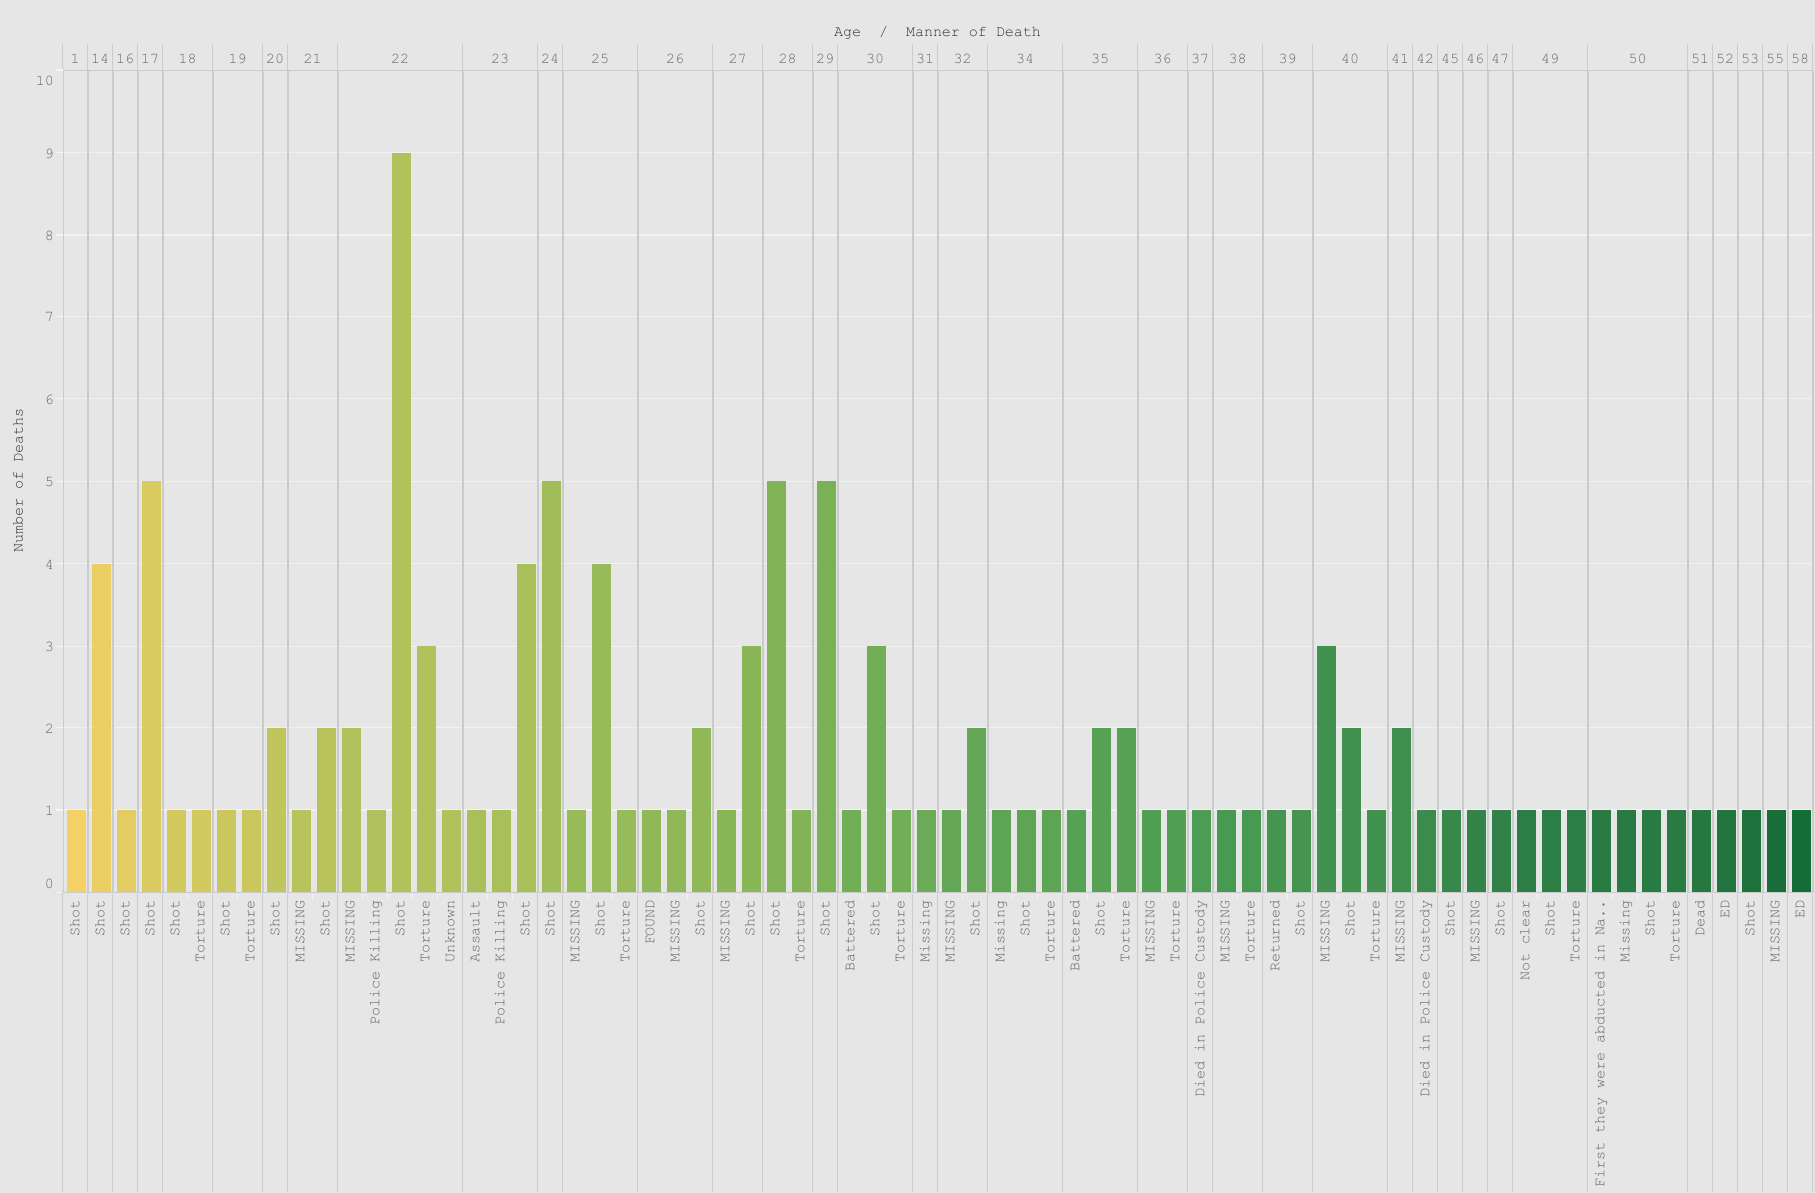 Age / Manner of Death
1 14 16 17 18 19 20 21 22 23 24 25 26 27 28 29 30 31 32 34 35 36 37 38 39 40 41 42 45 46 47 49 50 51 52 53 55 58
10
9
8
7
6
5
4
3
2
1
0
Number of Deaths
Shot
Shot
Shot
Shot
Shot
Torture
Shot
Torture
Shot
MISSING
Shot
MISSING
Police Killing
Shot
Torture
Unknown
Assault
Police Killing
Shot
Shot
MISSING
Shot
Torture
FOUND
MISSING
Shot
MISSING
Shot
Shot
Torture
Shot
Battered
Shot
Torture
Missing
MISSING
Shot
Missing
Shot
Torture
Battered
Shot
Torture
MISSING
Torture
Died in Police Custody
MISSING
Torture
Returned
Shot
MISSING
Shot
Torture
MISSING
Died in Police Custody
Shot
MISSING
Shot
Not clear
Shot
Torture
First they were abducted in Na..
Missing
Shot
Torture
Dead
ED
Shot
MISSING
ED